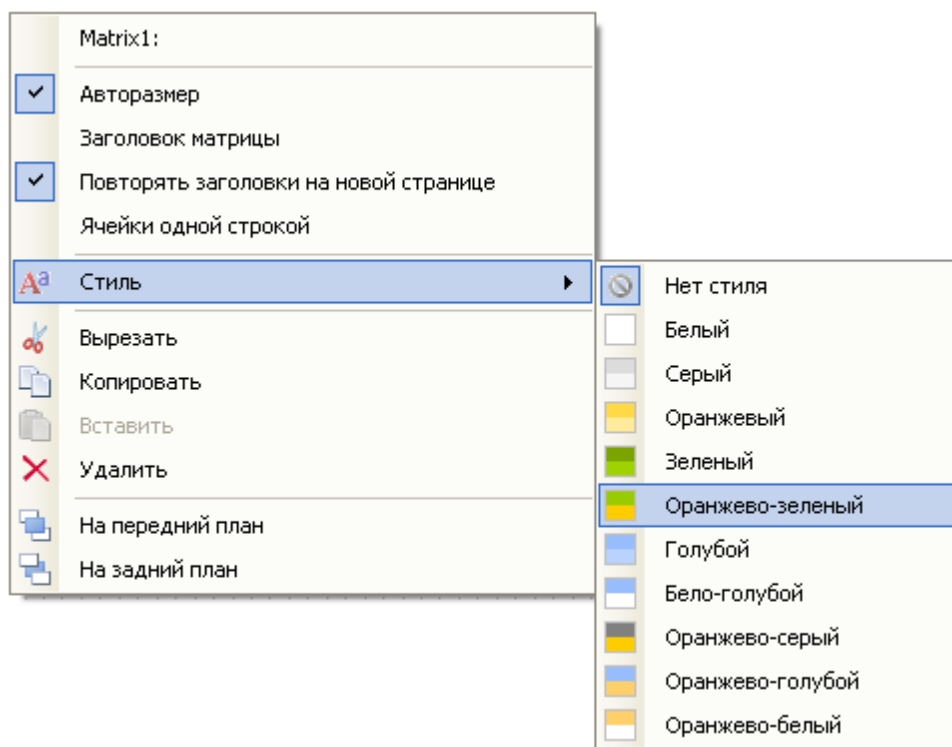 Matrix1:
Авторазмер
Заголовок матрицы
Повторять заголовки на новой странице
Ячейки одной строкой
Стиль
Вырезать
Копировать
Вставить
Удалить
На передний план
На задний план
Нет стиля
Белый
Серый
Оранжевый
Зеленый
Оранжево-зеленый
Голубой
Бело-голубой
Оранжево-серый
Оранжево-голубой
Оранжево-белый